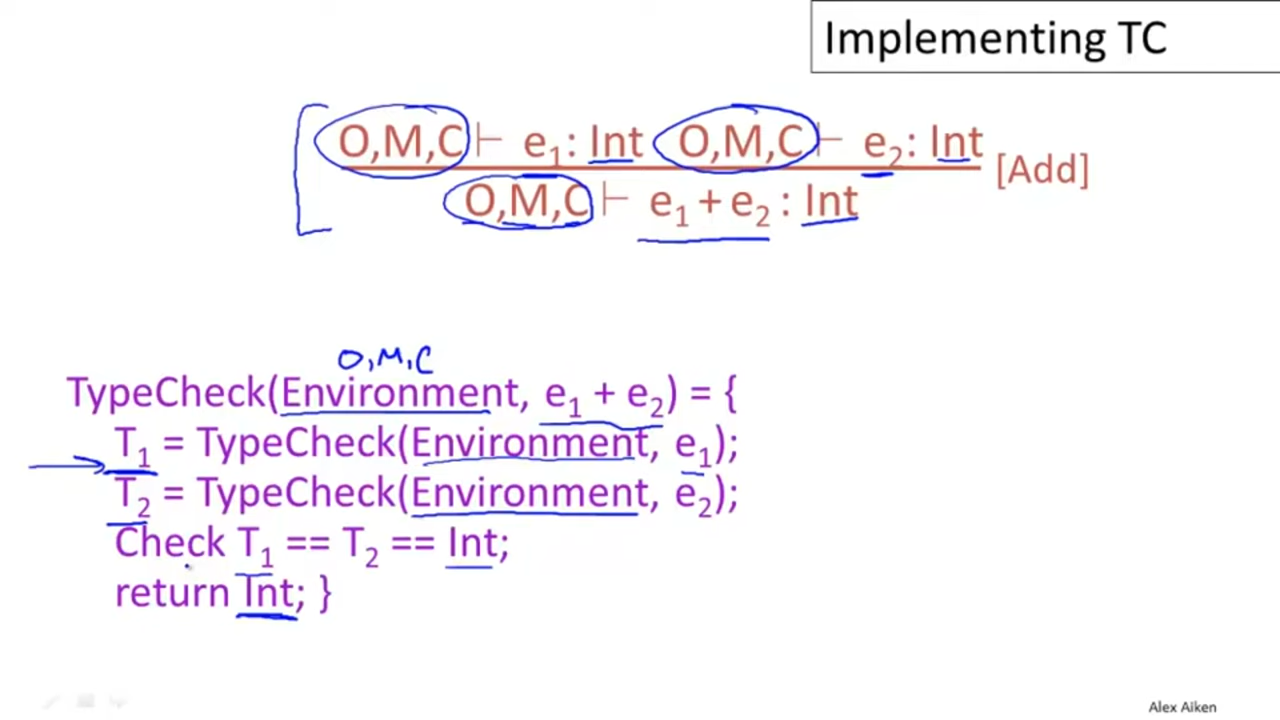 Implementing TC
O,M,C ⊢ e₁: Int O,M,C ⊢ e₂: Int
[Add]
O,M,C ⊢ e₁ + e₂ : Int
O,M,C
TypeCheck(Environment, e₁ + e₂) = {
T₁ = TypeCheck(Environment, e₁);
T₂ = TypeCheck(Environment, e₂);
Check T₁ == T₂ == Int;
return Int; }
Alex Aiken